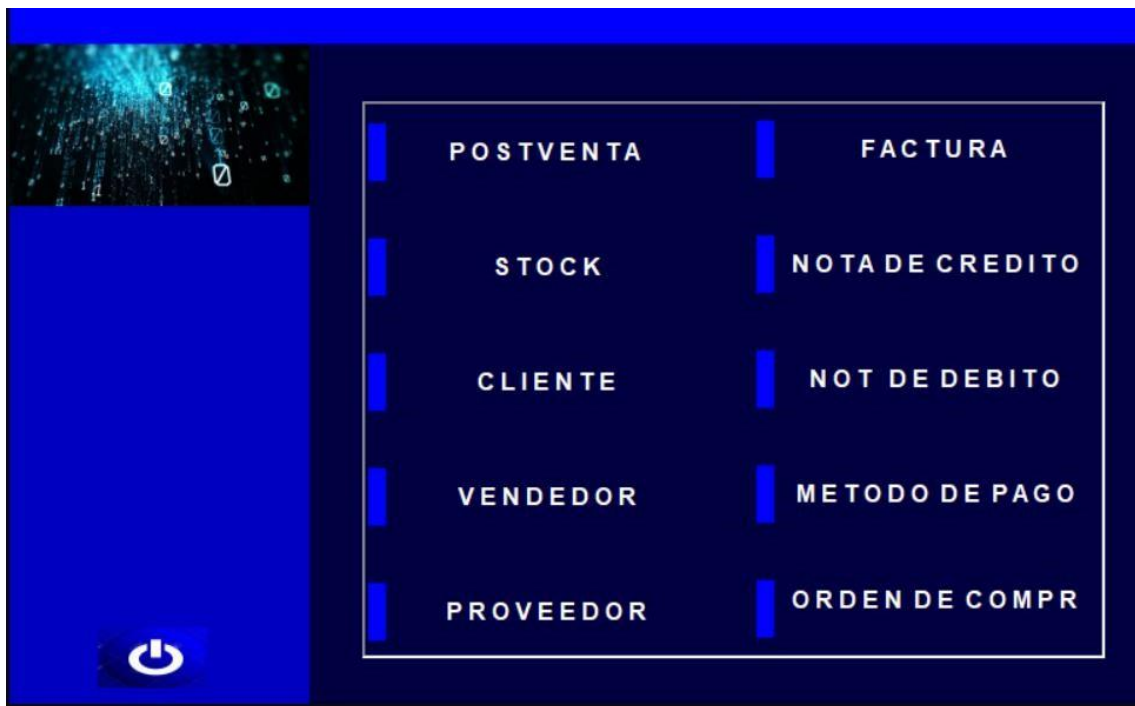 POSTVENTA
STOCK
CLIENTE
VENDEDOR
PROVEEDOR
FACTURA
NOTA DE CREDITO
NOT DE DEBITO
METODO DE PAGO
ORDEN DE COMPR